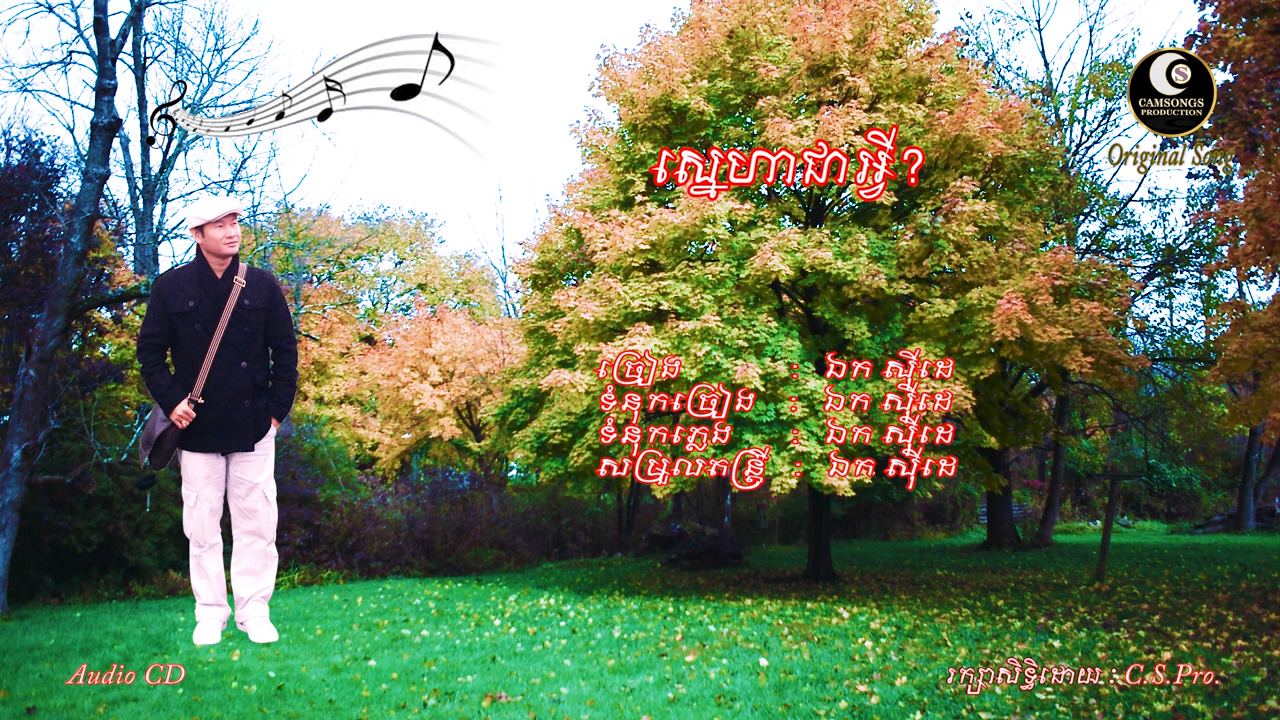 CAMSONGS
PRODUCTION
Original Song
ស្នេហាជាអ្វី?
ច្រៀង : ឯក ស៊ីដេ
ទំនុកច្រៀង : ឯក ស៊ីដេ
ទំនុកភ្លេង : ឯក ស៊ីដេ
សម្រួលតន្ត្រី : ឯក ស៊ីដេ
Audio CD
រក្សាសិទ្ធិដោយ : C.S.Pro.